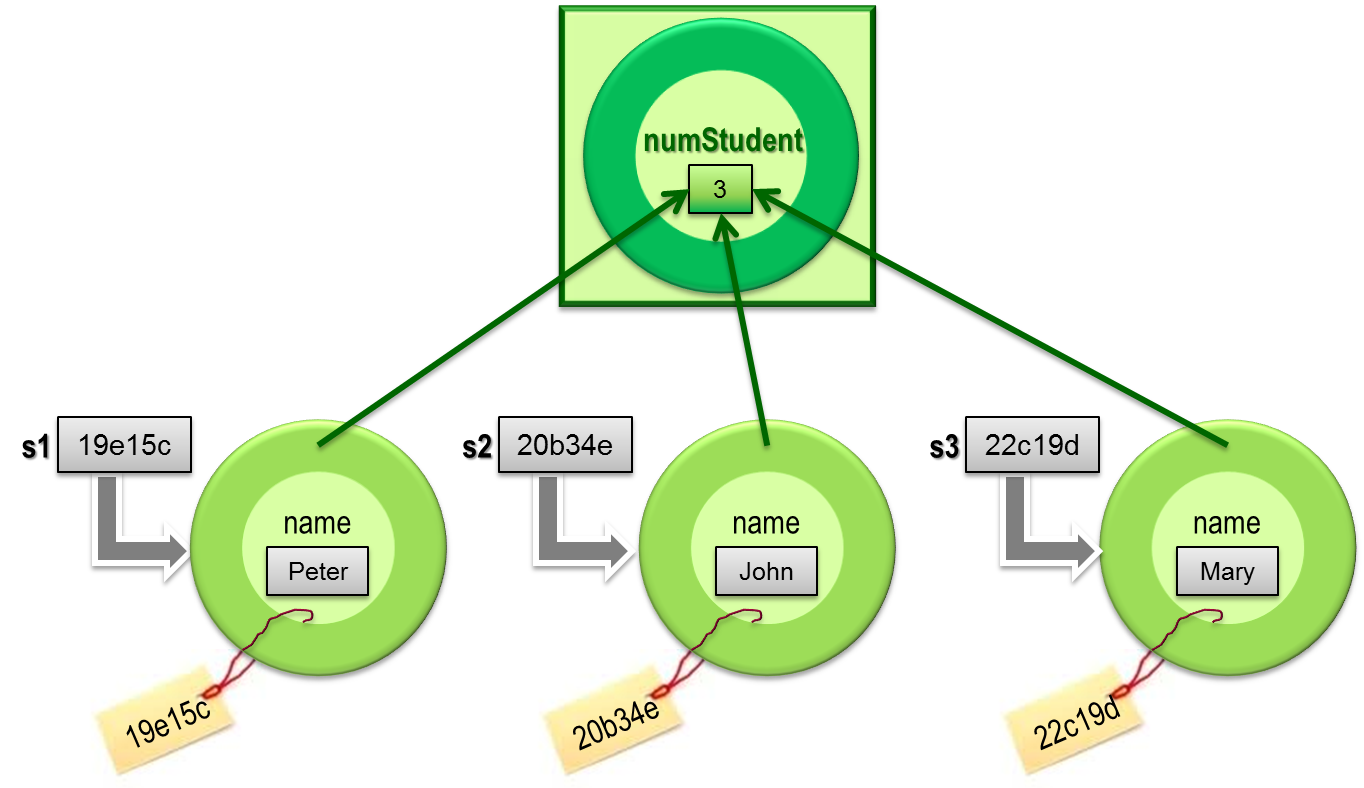 numStudent
3
s1 19e15c
s2 20b34e
s3 22c19d
name
Peter
name
John
name
Mary
19e15c
20b34e
22c19d